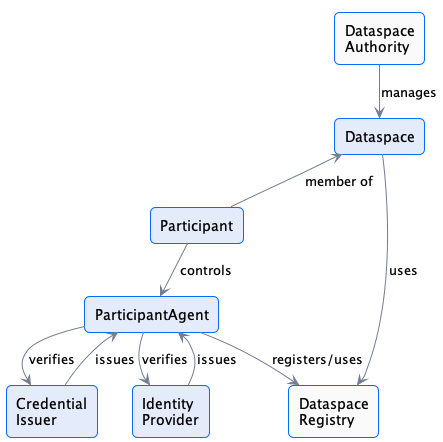 Dataspace
Authority
manages
Dataspace
member of
Participant
controls
uses
ParticipantAgent
verifies
issues
verifies
issues
registers/uses
Credential
Issuer
Identity
Provider
Dataspace
Registry